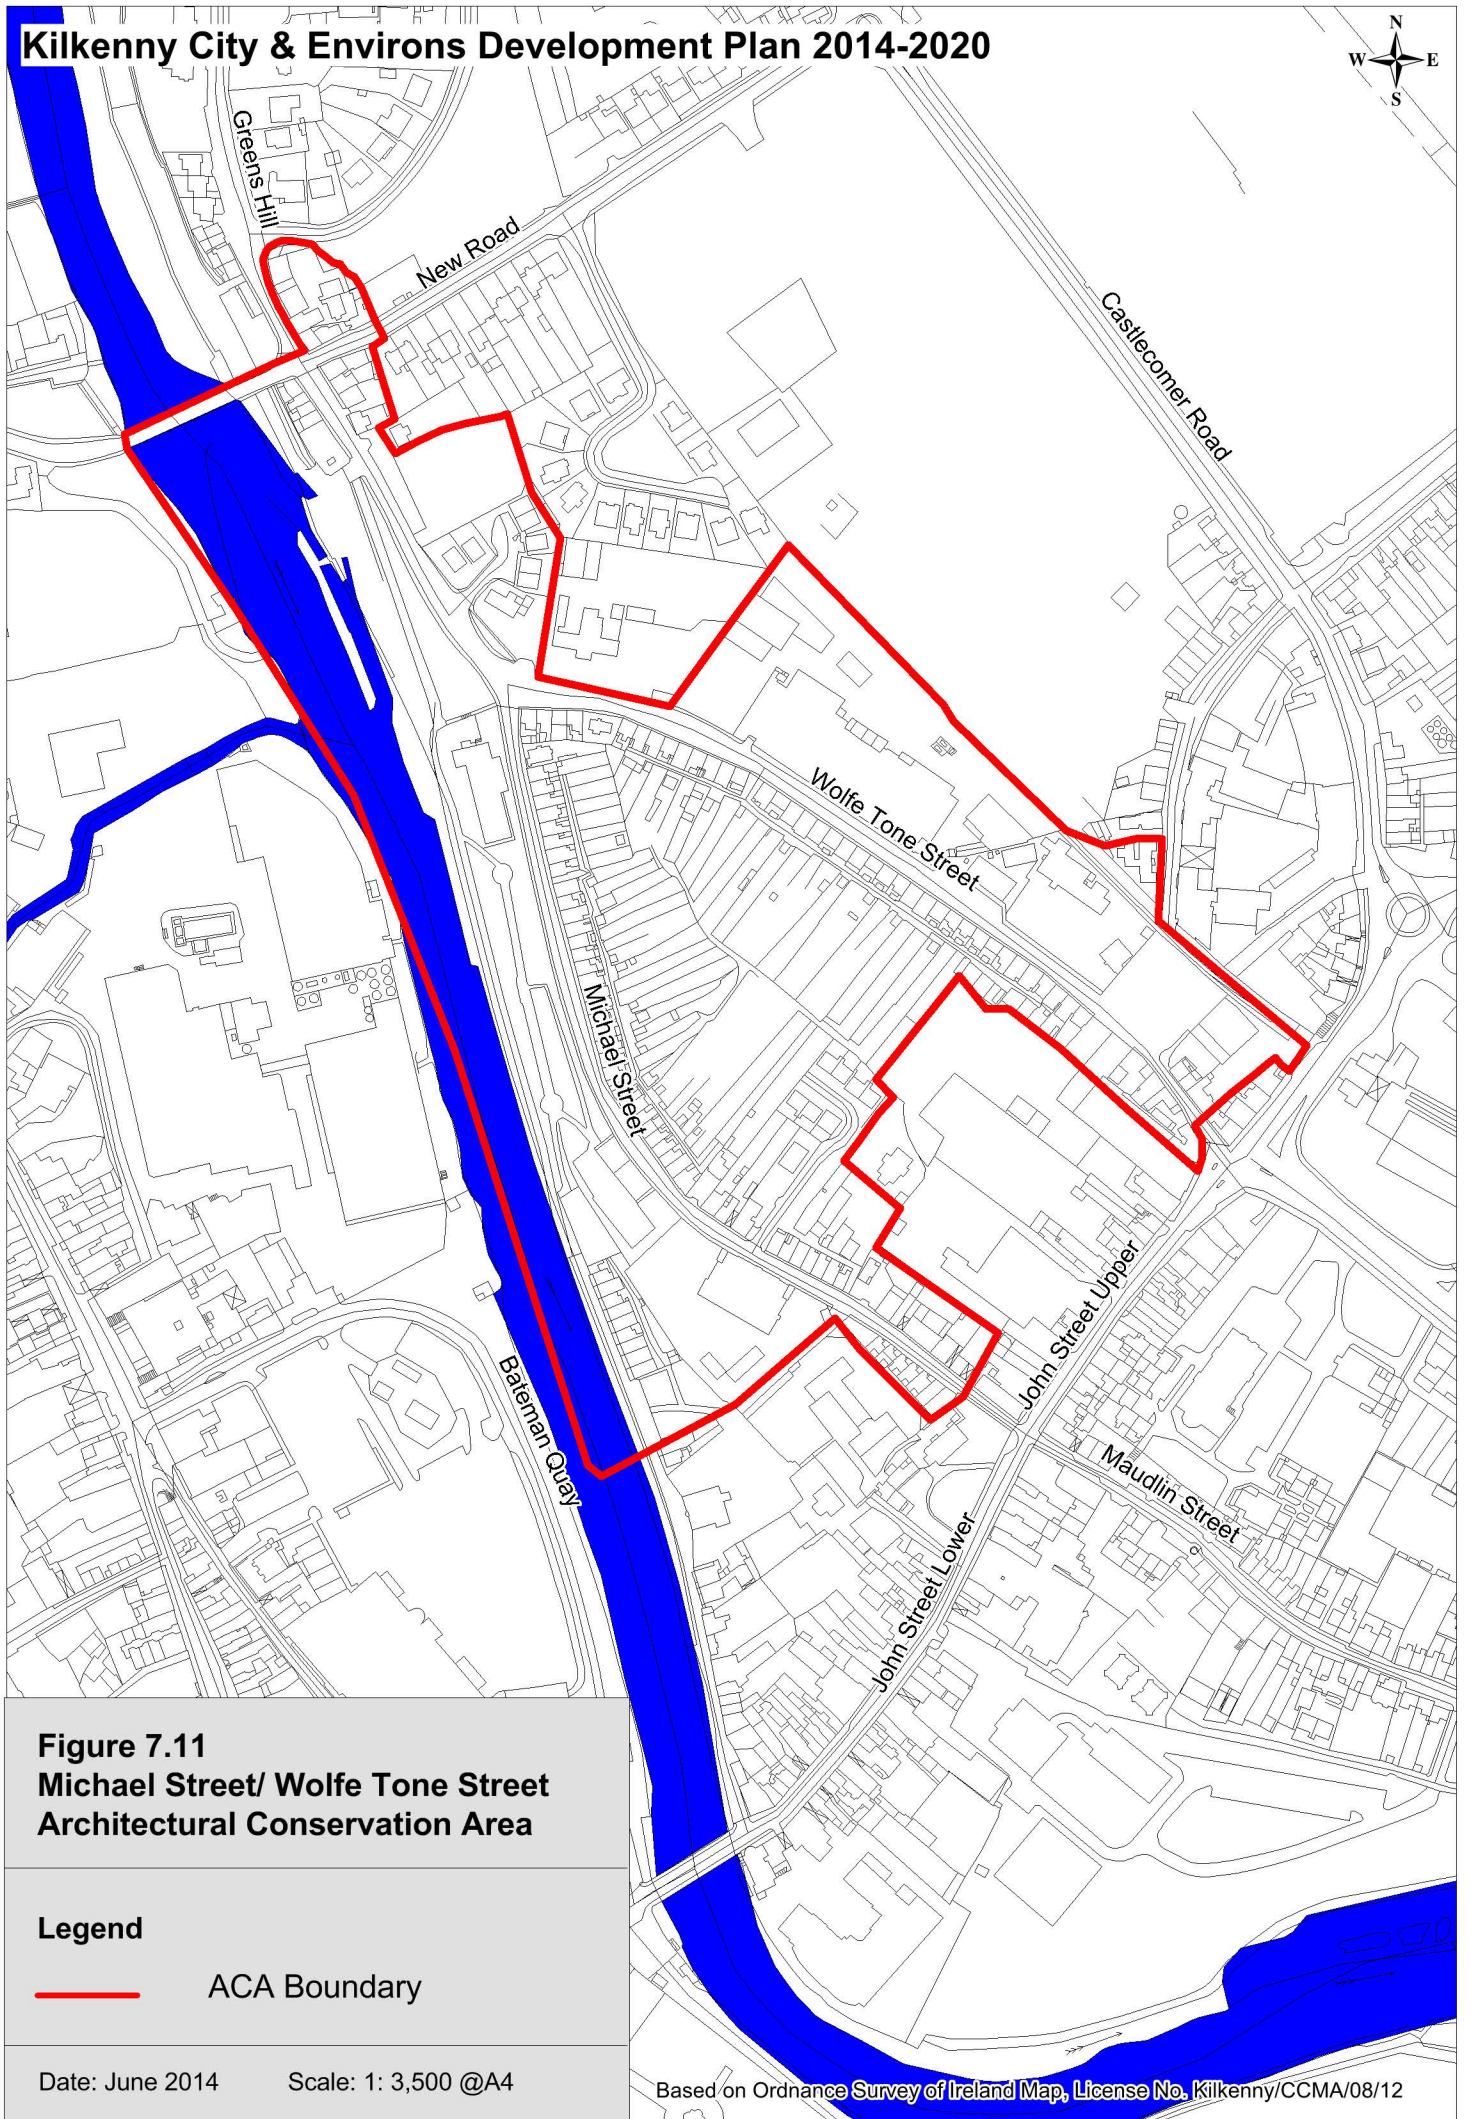 Kilkenny City & Environs Development Plan 2014-2020
N
W E
S
Greens Hill
New Road
Castlecomer Road
Wolfe Tone Street
Michael Street
John Street Upper
Bateman Quay
Maudlin Street
John Street Lower
Figure 7.11
Michael Street/ Wolfe Tone Street
Architectural Conservation Area
Legend
ACA Boundary
Date: June 2014 Scale: 1: 3,500 @A4
Based on Ordnance Survey of Ireland Map, License No. Kilkenny/CCMA/08/12